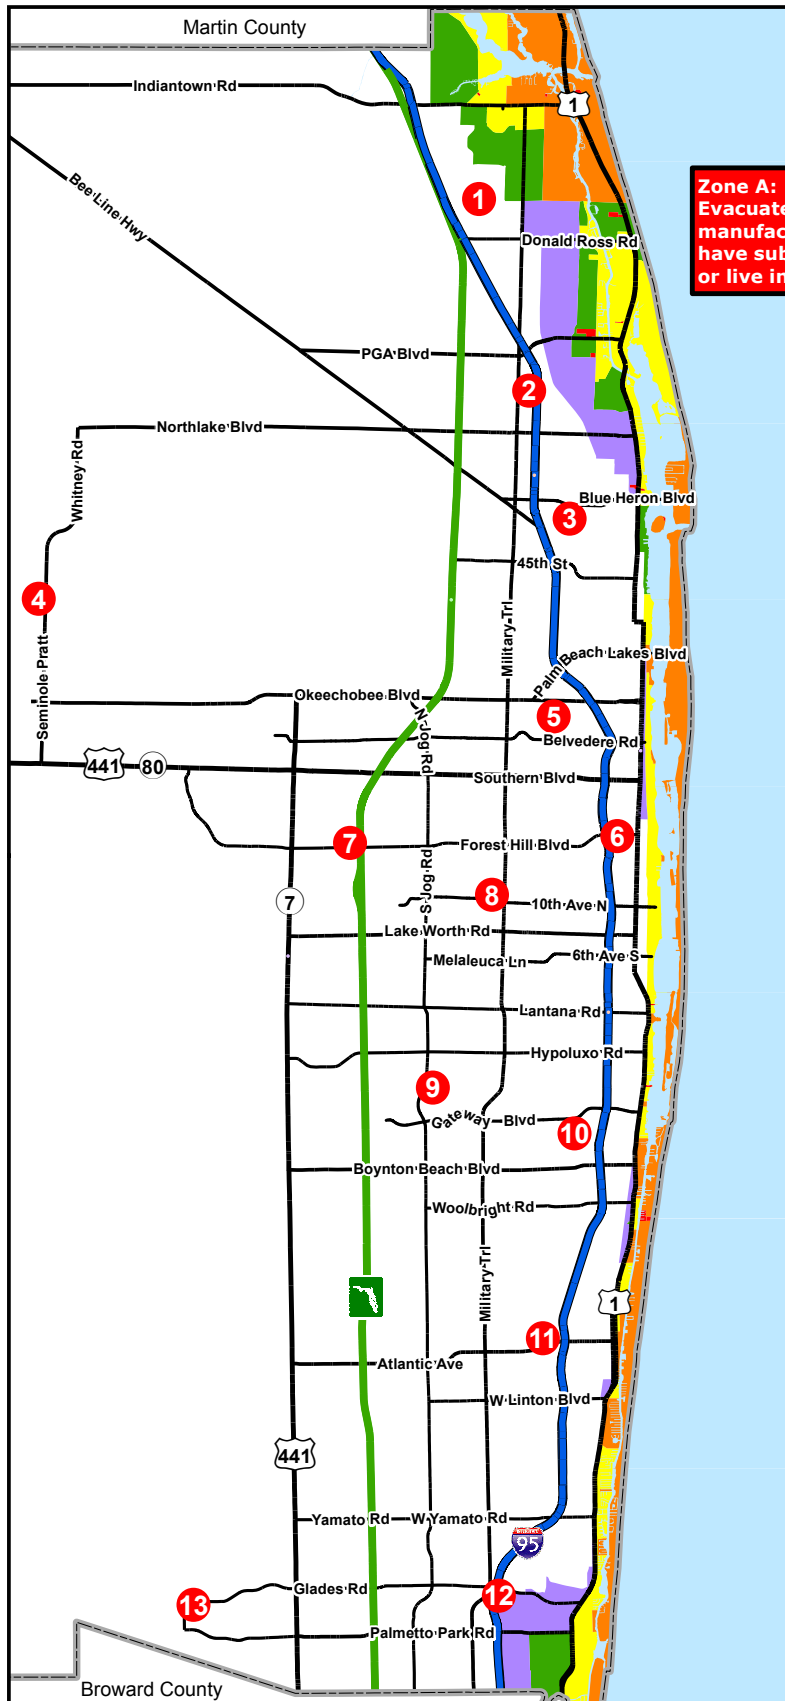 Martin County
Indiantown Rd
1
Bee Line Hwy
1
Zone A:
Evacuate
manufac
have sub
or live in
Donald Ross Rd
PGA Blvd
2
Northlake Blvd
Whitney Rd
Blue Heron Blvd
3
45th St
4
Military Trl
Seminole Pratt
Palm Beach Lakes Blvd
Okeechobee Blvd
5
N Jog Rd
Belvedere Rd
441
80
Southern Blvd
6
7
Forest Hill Blvd
8
S Jog Rd
7
10th Ave N
Lake Worth Rd
Melaleuca Ln
6th Ave S
Lantana Rd
Hypoluxo Rd
9
Gateway Blvd
10
Boynton Beach Blvd
Woolbright Rd
Military Trl
1
11
Atlantic Ave
W Linton Blvd
441
Yamato Rd
W Yamato Rd
95
Glades Rd
12
13
Palmetto Park Rd
Broward County